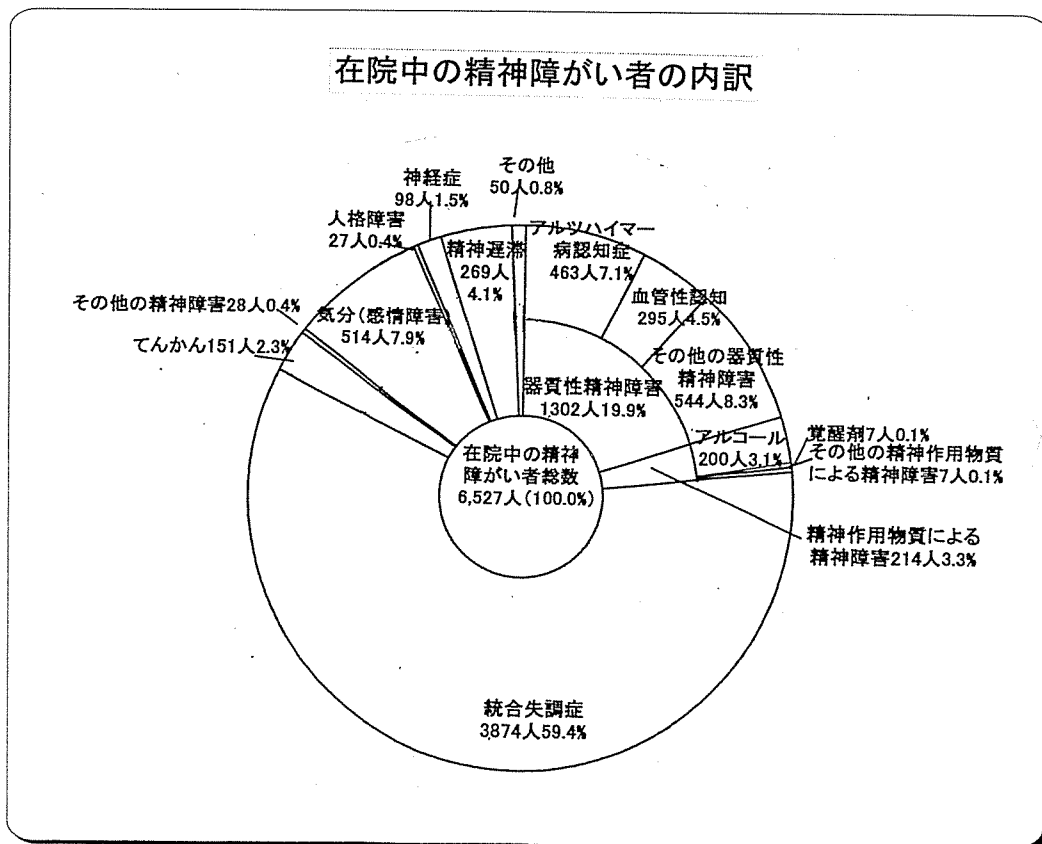 在院中の精神障がい者の内訳
その他
50人0.8%
神経症
98人1.5%
人格障害
27人0.4%
精神遅滞
269人
4.1%
アルツハイマー
病認知症
463人7.1%
血管性認知
295人4.5%
その他の精神障害28人0.4%
気分(感情障害)
514人7.9%
てんかん151人2.3%
その他の器質性
精神障害
544人8.3%
器質性精神障害
1302人19.9%
アルコール
200人3.1%
覚醒剤7人0.1%
その他の精神作用物質
による精神障害7人0.1%
在院中の精神
障がい者総数
6,527人(100.0%)
精神作用物質による
精神障害214人3.3%
統合失調症
3874人59.4%